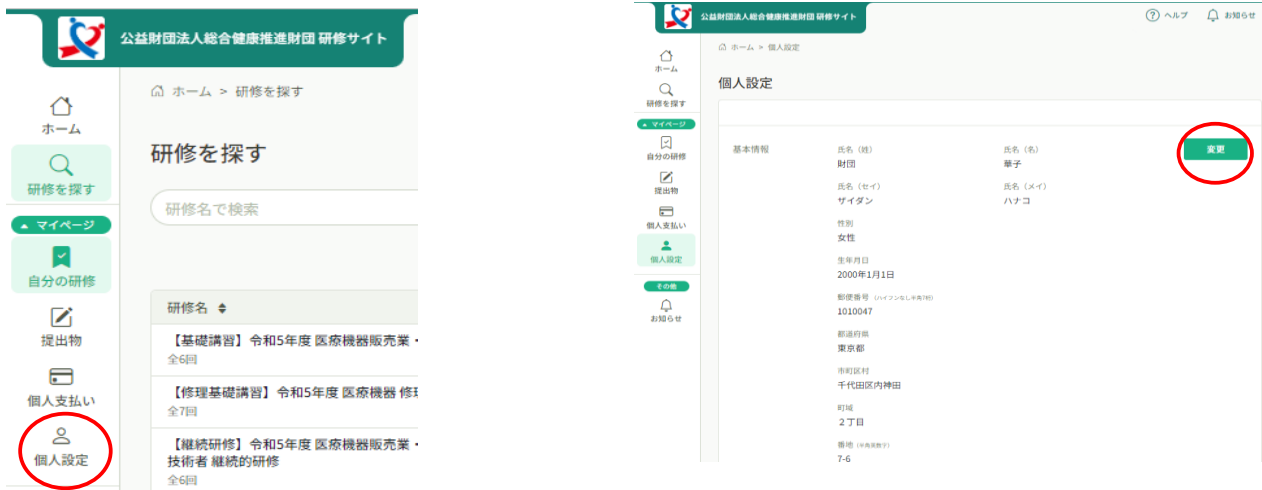 公益財団法人総合健康推進財団 研修サイト
ホーム > 研修を探す
ホーム
研修を探す
マイページ
自分の研修
提出物
個人支払い
個人設定
研修を探す
研修名で検索
研修名
【基礎講習】令和5年度 医療機器販売業・
全6回
【修理基礎講習】令和5年度 医療機器 修
全7回
【継続研修】令和5年度 医療機器販売業・
技術者 継続的研修
全6回
公益財団法人総合健康推進財団 研修サイト
ヘルプ
お知らせ
ホーム > 個人設定
ホーム
研修を探す
マイページ
自分の研修
提出物
個人支払い
個人設定
その他
お知らせ
個人設定
基本情報
変更
氏名（姓） 氏名（名）
財団 華子
氏名（セイ） 氏名（メイ）
ザイダン ハナコ
性別
女性
生年月日
2000年1月1日
郵便番号（ハイフンなし半角7桁）
1010047
都道府県
東京都
市町区村
千代田区内神田
町域
２丁目
番地（半角英数字）
7-6